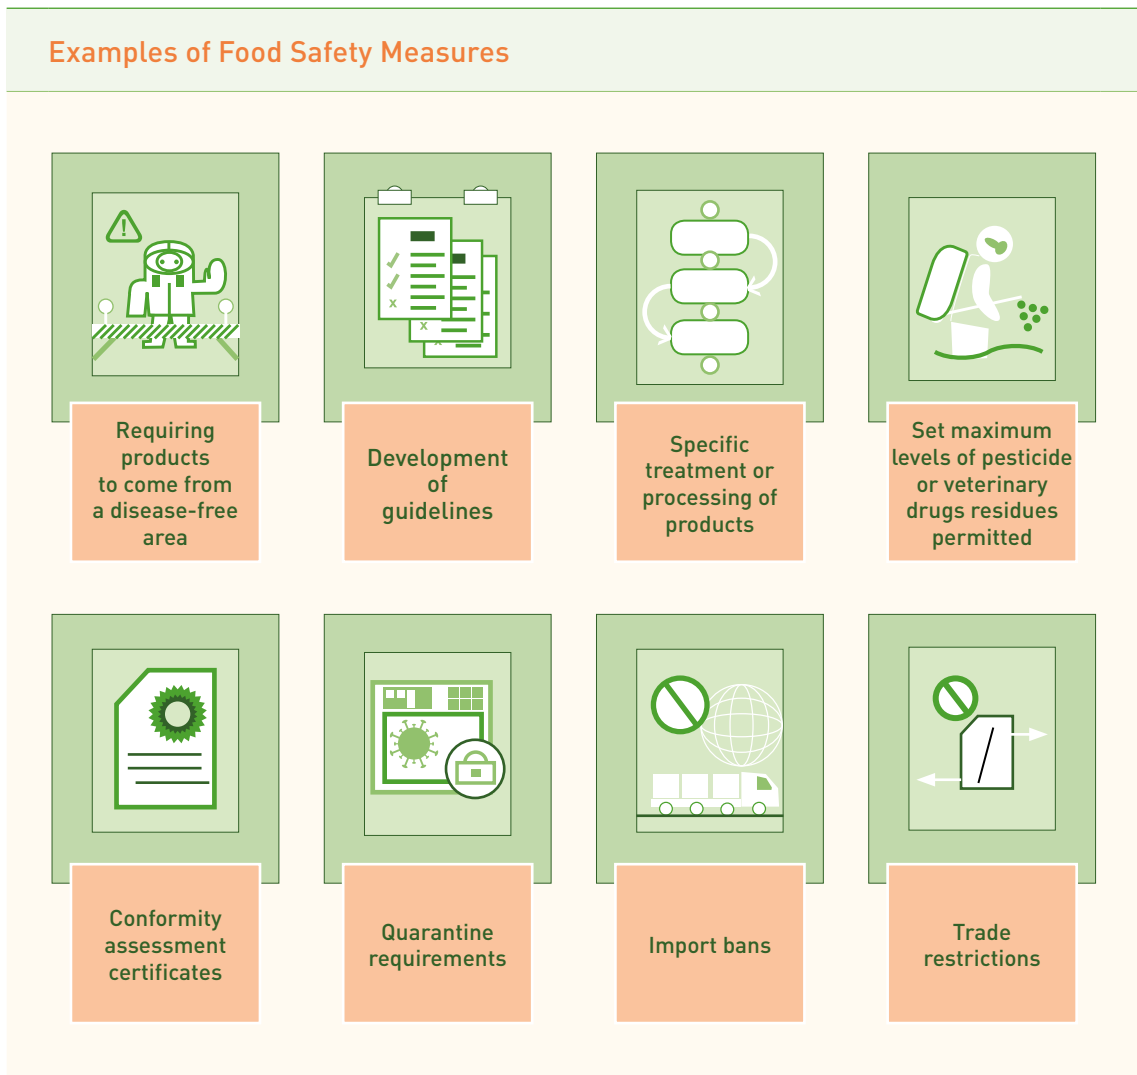 Examples of Food Safety Measures
Requiring
products
to come from
a disease-free
area
Development
of
guidelines
Specific
treatment or
processing of
products
Set maximum
levels of pesticide
or veterinary
drugs residues
permitted
Conformity
assessment
certificates
Quarantine
requirements
Import bans
Trade
restrictions